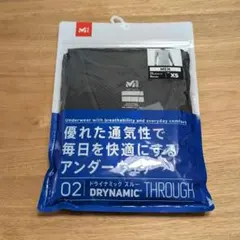 M
XS
Underwear with breathability and everyday comfort
優れた通気性で
毎日を快適にする
アンダー
02
ドライナミック スルー
DRYNAMIC THROUGH